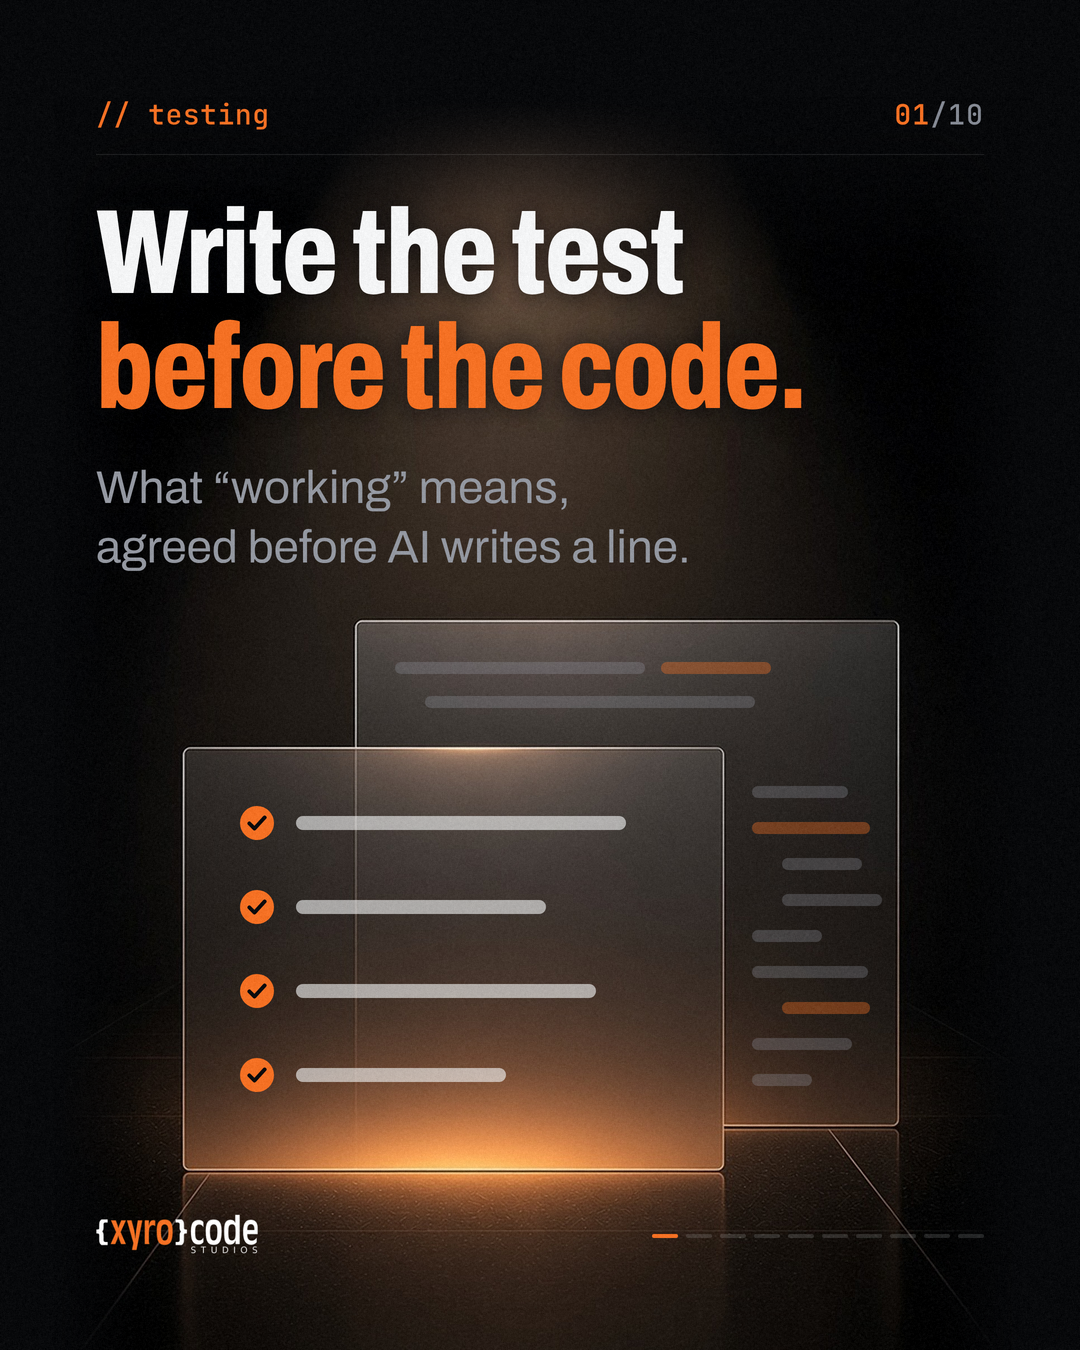 // testing
01/10
Write the test
before the code.
What “working” means,
agreed before AI writes a line.
{xyro}code
STUDIOS